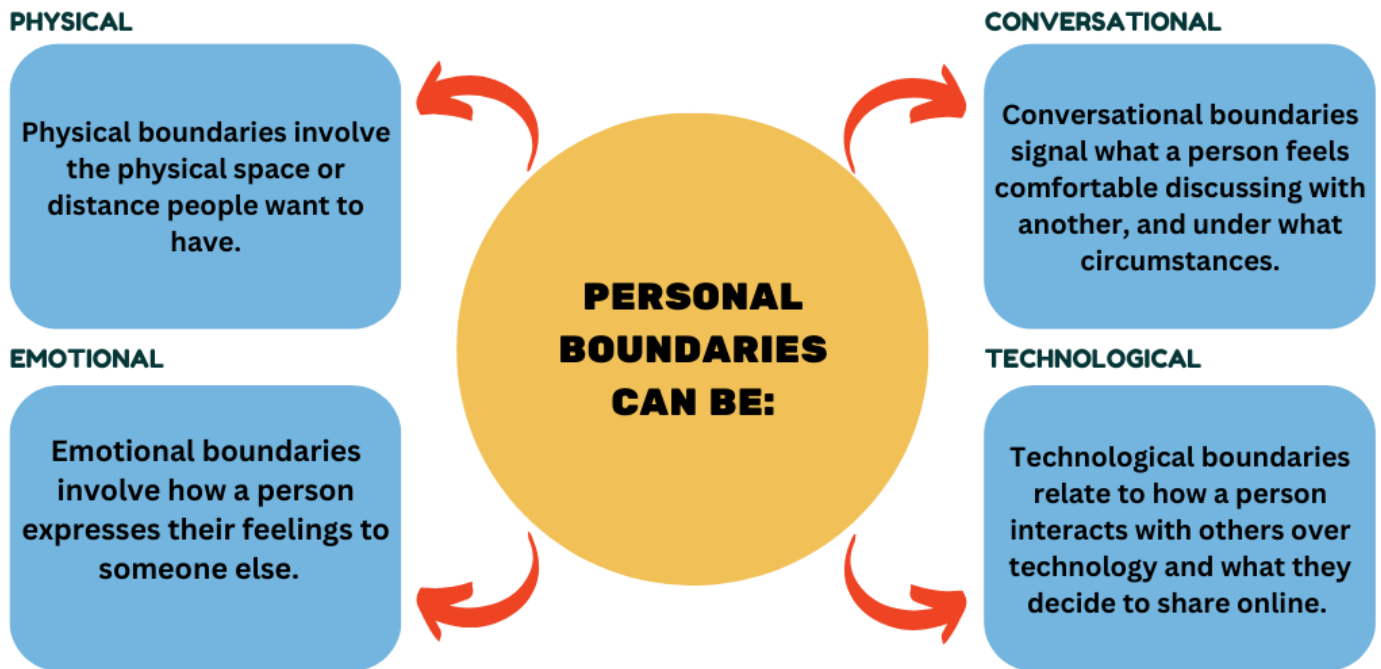 PHYSICAL
Physical boundaries involve
the physical space or
distance people want to
have.
EMOTIONAL
Emotional boundaries
involve how a person
expresses their feelings to
someone else.
PERSONAL
BOUNDARIES
CAN BE:
CONVERSATIONAL
Conversational boundaries
signal what a person feels
comfortable discussing with
another, and under what
circumstances.
TECHNOLOGICAL
Technological boundaries
relate to how a person
interacts with others over
technology and what they
decide to share online.